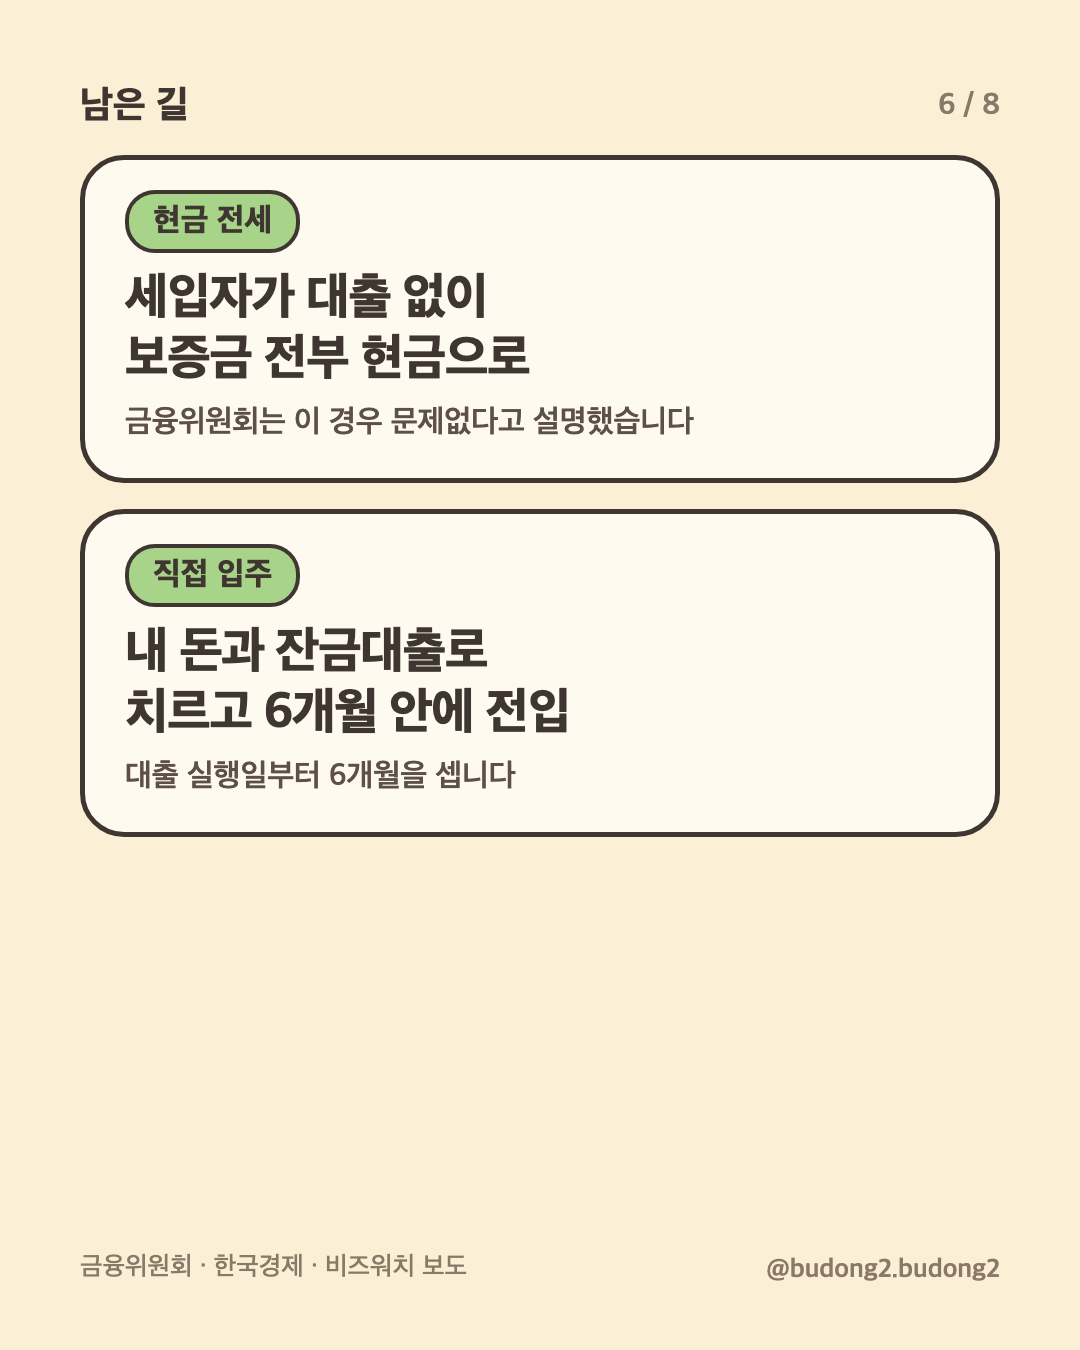 남은 길
6 / 8
현금 전세
세입자가 대출 없이
보증금 전부 현금으로
금융위원회는 이 경우 문제없다고 설명했습니다
직접 입주
내 돈과 잔금대출로
치르고 6개월 안에 전입
대출 실행일부터 6개월을 셉니다
금융위원회 · 한국경제 · 비즈워치 보도
@budong2.budong2